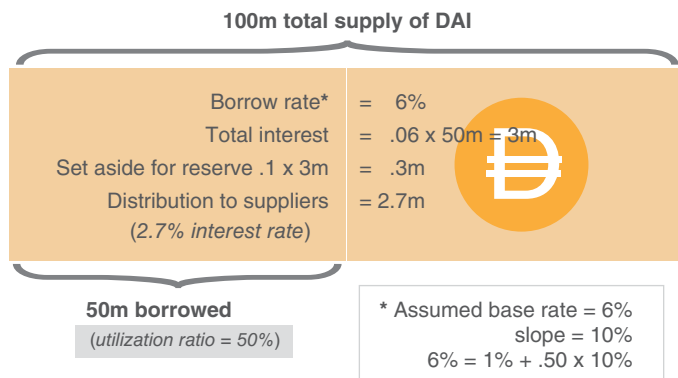 100m total supply of DAI
Borrow rate* = 6%
Total interest = .06 x 50m = 3m
Set aside for reserve .1 x 3m = .3m
Distribution to suppliers = 2.7m
(2.7% interest rate)
50m borrowed
(utilization ratio = 50%)
* Assumed base rate = 6%
slope = 10%
6% = 1% + .50 x 10%